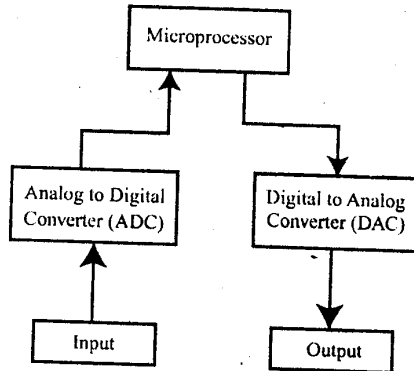 Microprocessor
Analog to Digital
Converter (ADC)
Digital to Analog
Converter (DAC)
Input
Output